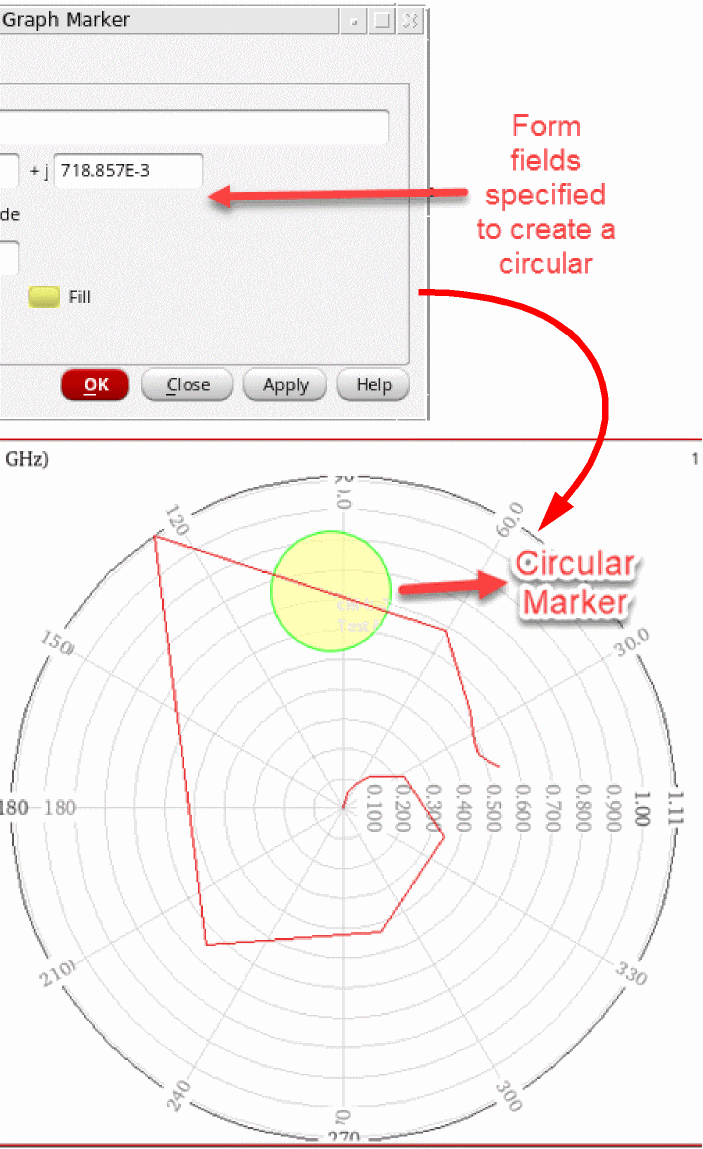 Graph Marker
+ j 718.857E-3
de
Fill
OK Close Apply Help
Form
fields
specified
to create a
circular
GHz)
1
120
60.0
Circular
Marker
150
30.0
180 180
0.100
0.200
0.300
0.400
0.500
0.600
0.700
0.800
0.900
1.00
1.11
210
330
240
300
270